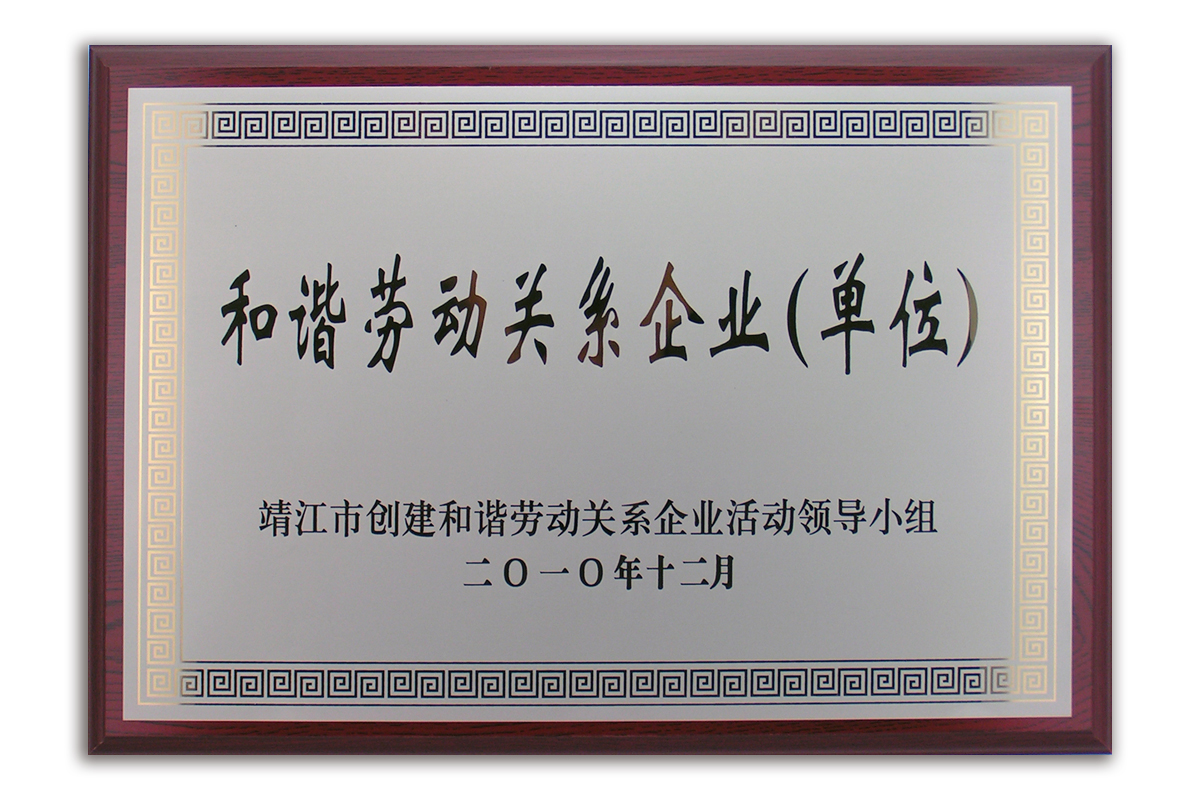 和谐劳动关系企业(单位)
靖江市创建和谐劳动关系企业活动领导小组
二〇一〇年十二月